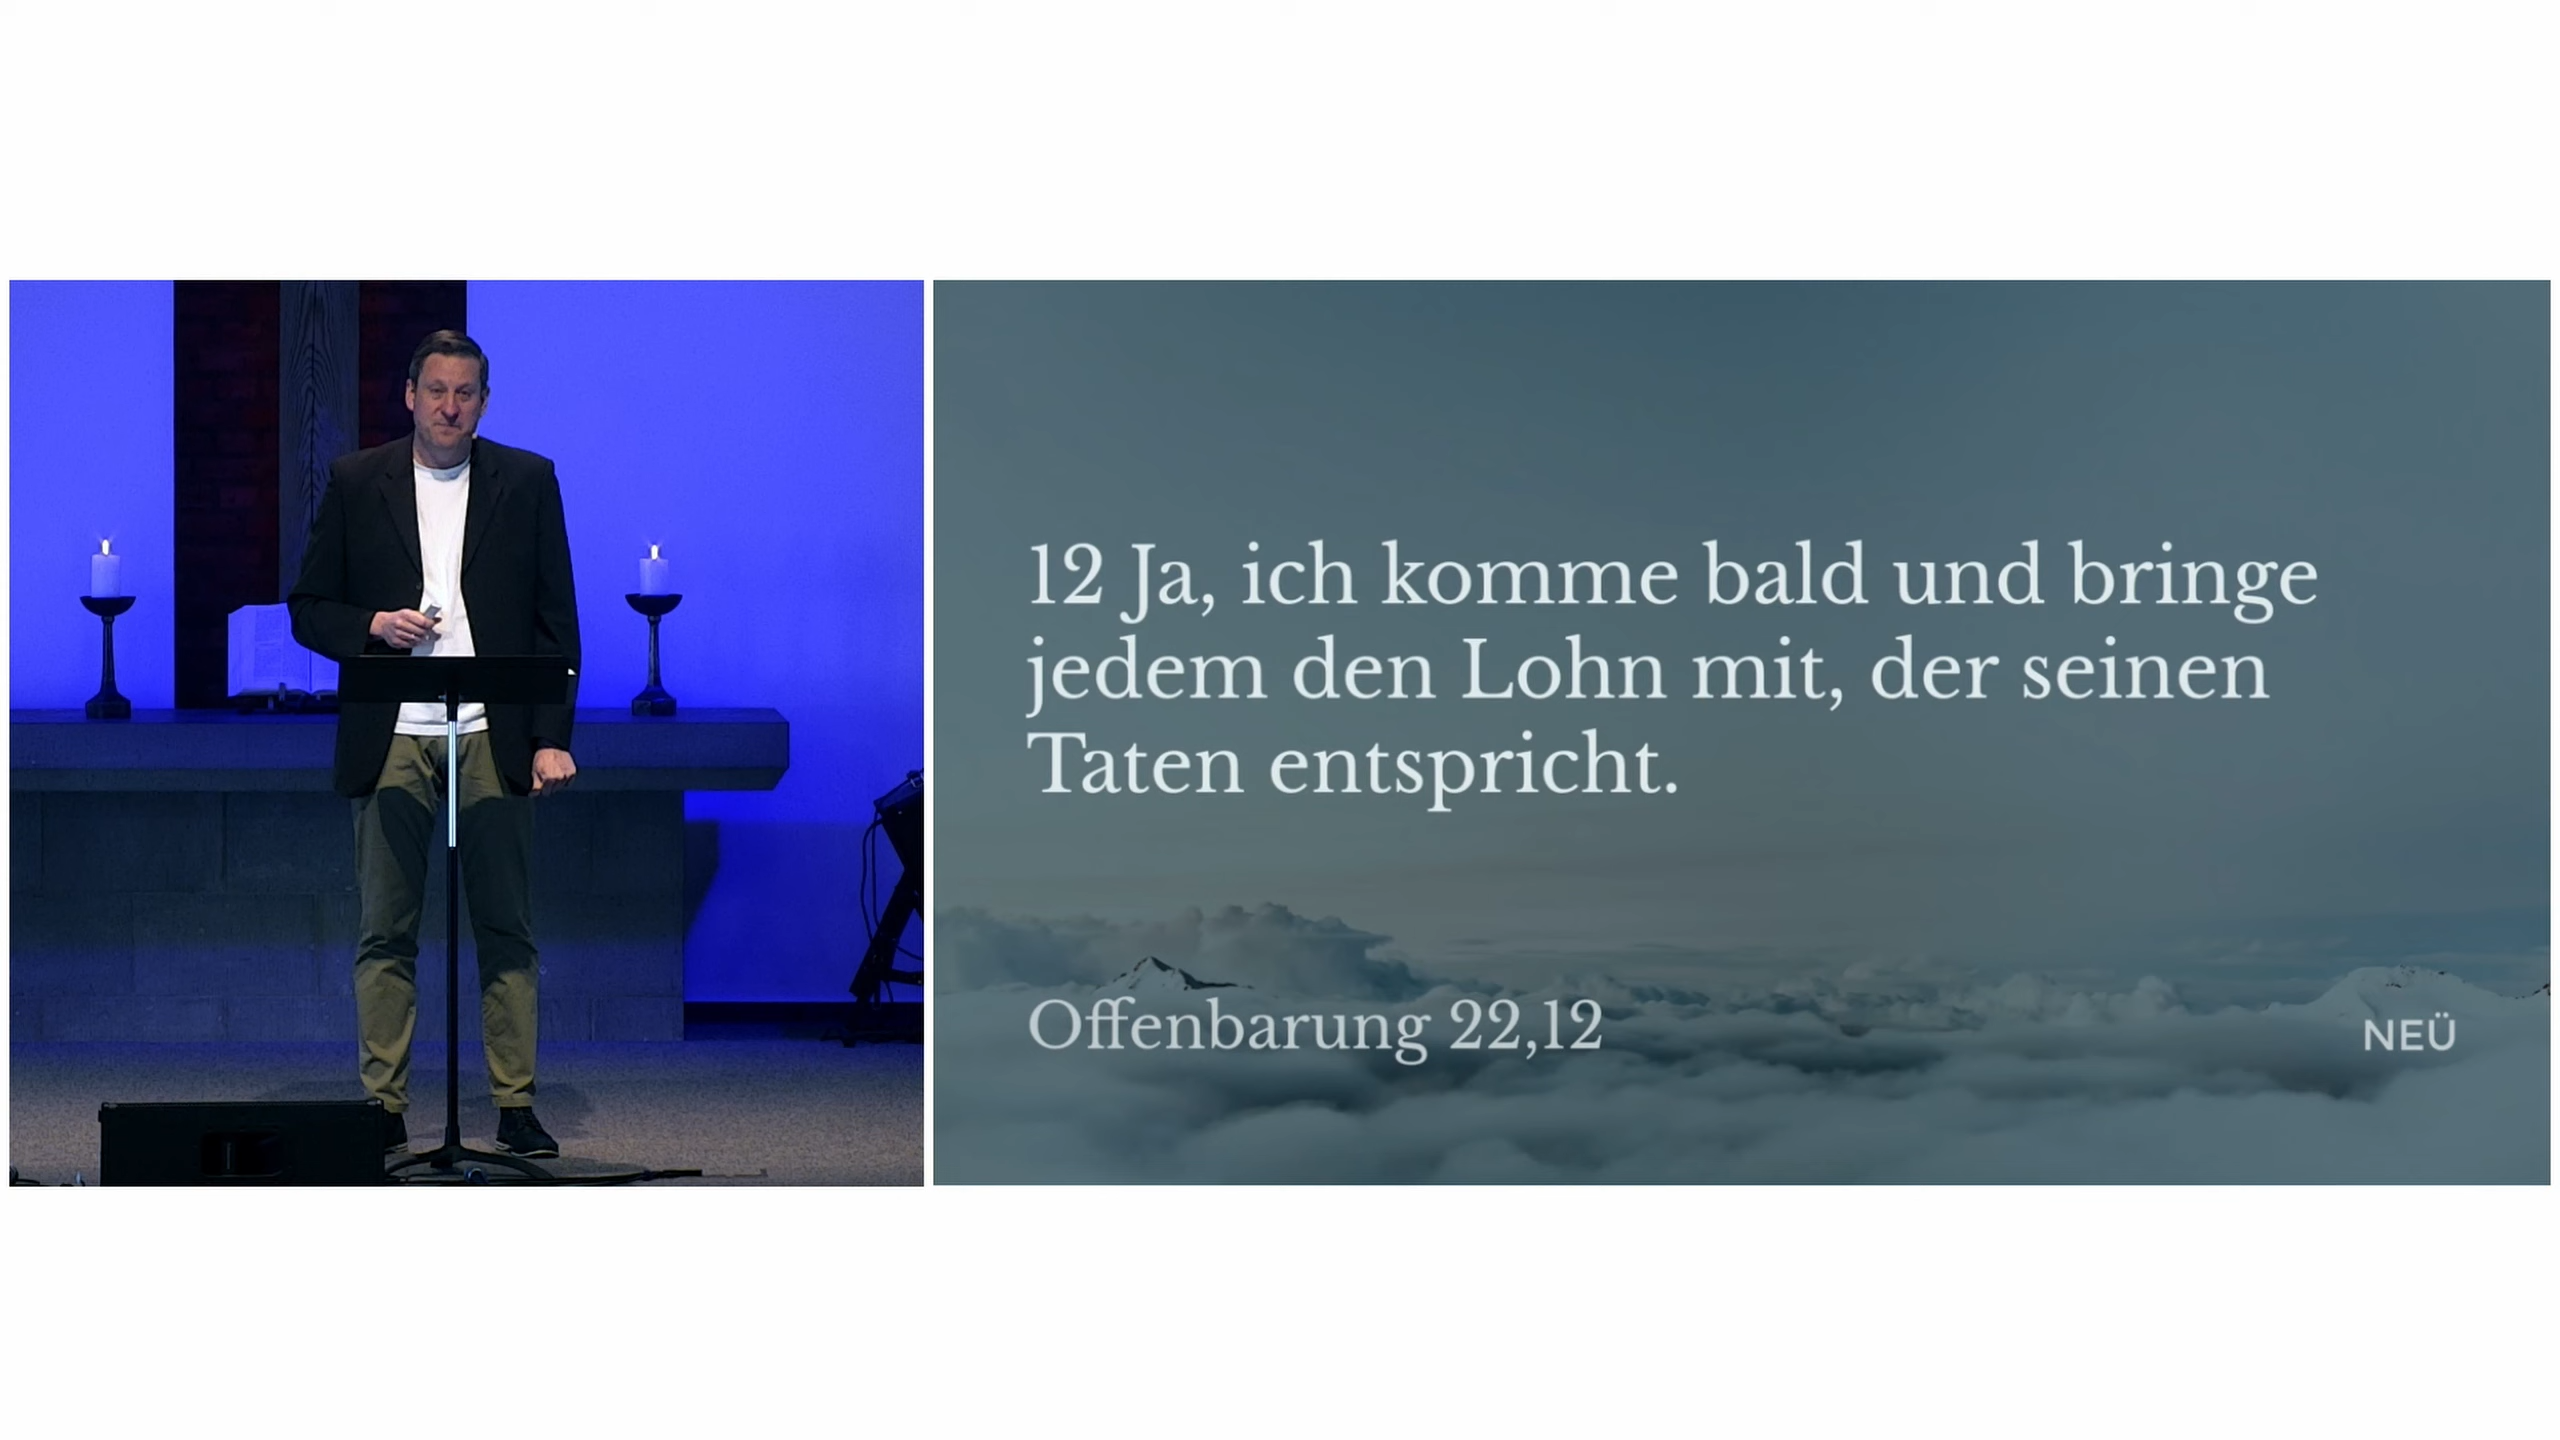 12 Ja, ich komme bald und bringe
jedem den Lohn mit, der seinen
Taten entspricht.
Offenbarung 22,12
NEÜ